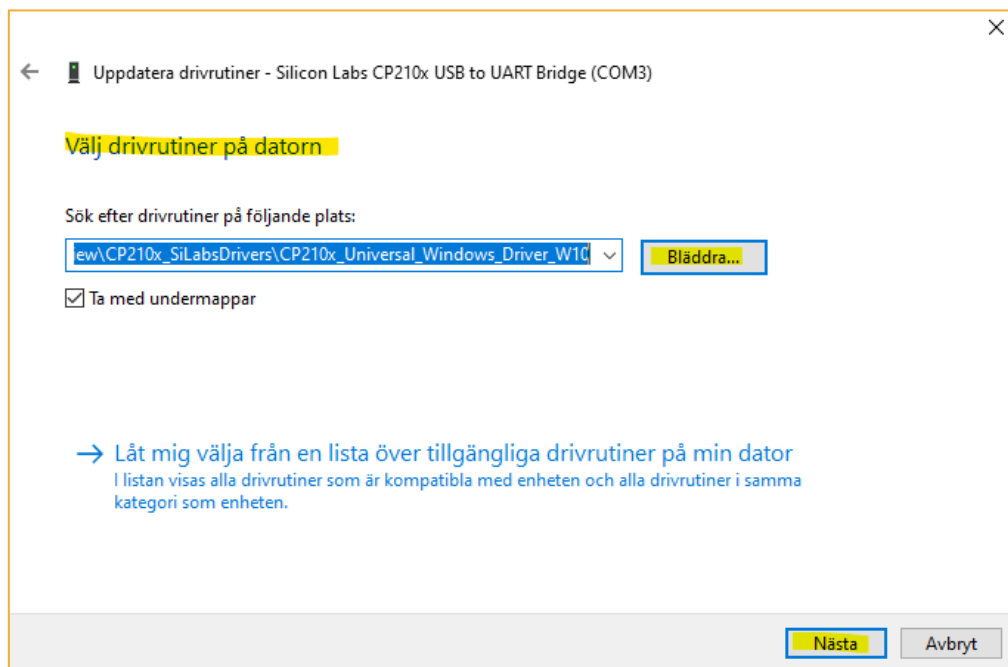 Uppdatera drivrutiner - Silicon Labs CP210x USB to UART Bridge (COM3)
Välj drivrutiner på datorn
Sök efter drivrutiner på följande plats:
iew\CP210x_SiLabsDrivers\CP210x_Universal_Windows_Driver_W10
Bläddra...
Ta med undermappar
Låt mig välja från en lista över tillgängliga drivrutiner på min dator
I listan visas alla drivrutiner som är kompatibla med enheten och alla drivrutiner i samma
kategori som enheten.
Nästa
Avbryt